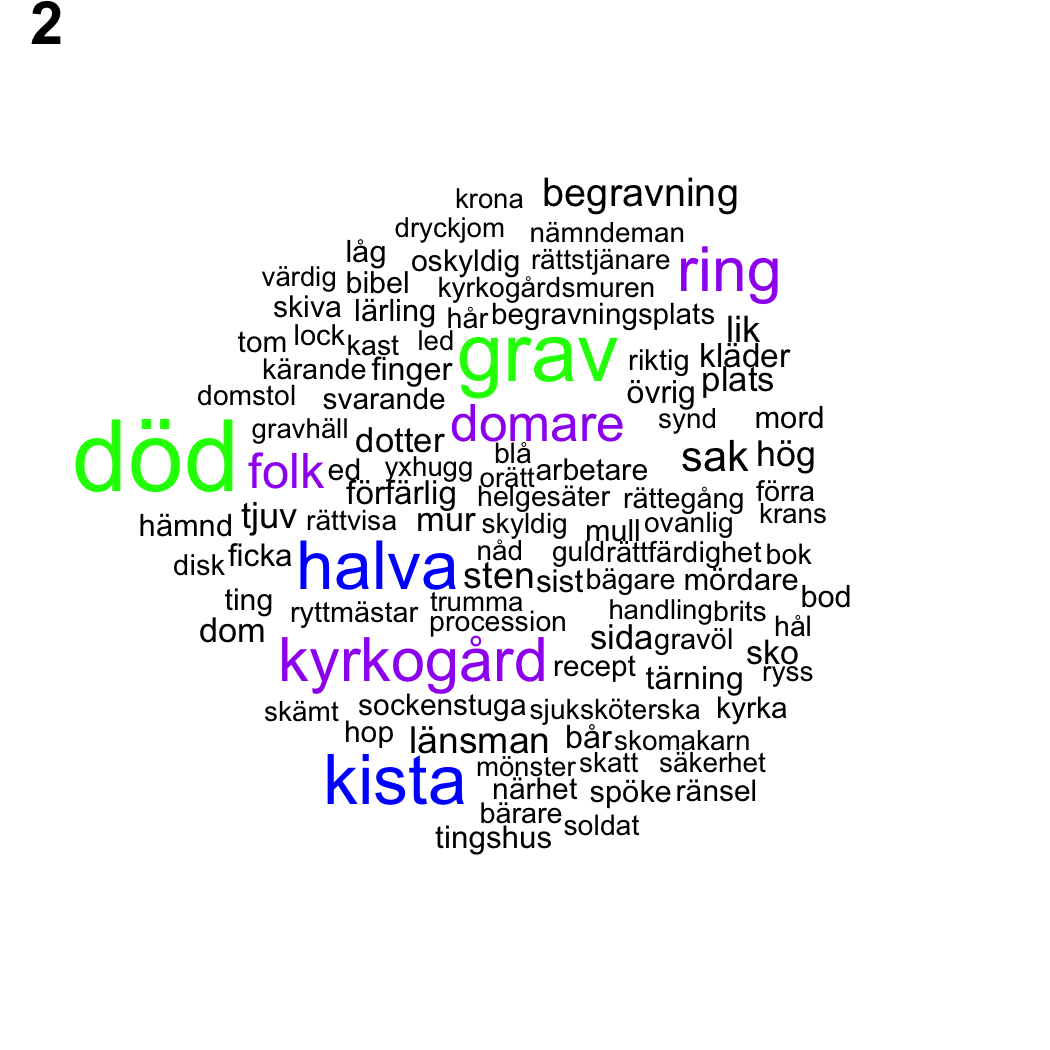 2
krona begravning
dryckjom nämndeman
låg oskyldig rättstjänare ring
värdig bibel kyrkogårdsmuren
skiva lärling hår begravningsplats lik
tom lock kast led grav riktig kläder
kärande finger övrig plats
domstol svarande domare synd mord
död gravhäll dotter blå sak hög
folk ed yxhugg orätt arbetare
förfärlig helgesäter rättegång förra
hämnd tjuv rättvisa mur skyldig mull ovanlig krans
disk ficka halva nåd guld rättfärdighet bok
sten sist bägare mördare bod
ting ryttmästar trumma handling brits
dom procession sida gravöl hål
kyrkogård recept tärning sko ryss
skämt sockenstuga sjuksköterska kyrka
hop länsman bår skomakarn
kista mönster skatt säkerhet
närhet spöke ränsel
bärare soldat
tingshus